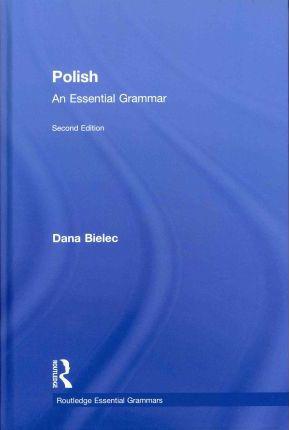 Polish
An Essential Grammar
Second Edition
Dana Bielec
ROUTLEDGE
Routledge Essential Grammars